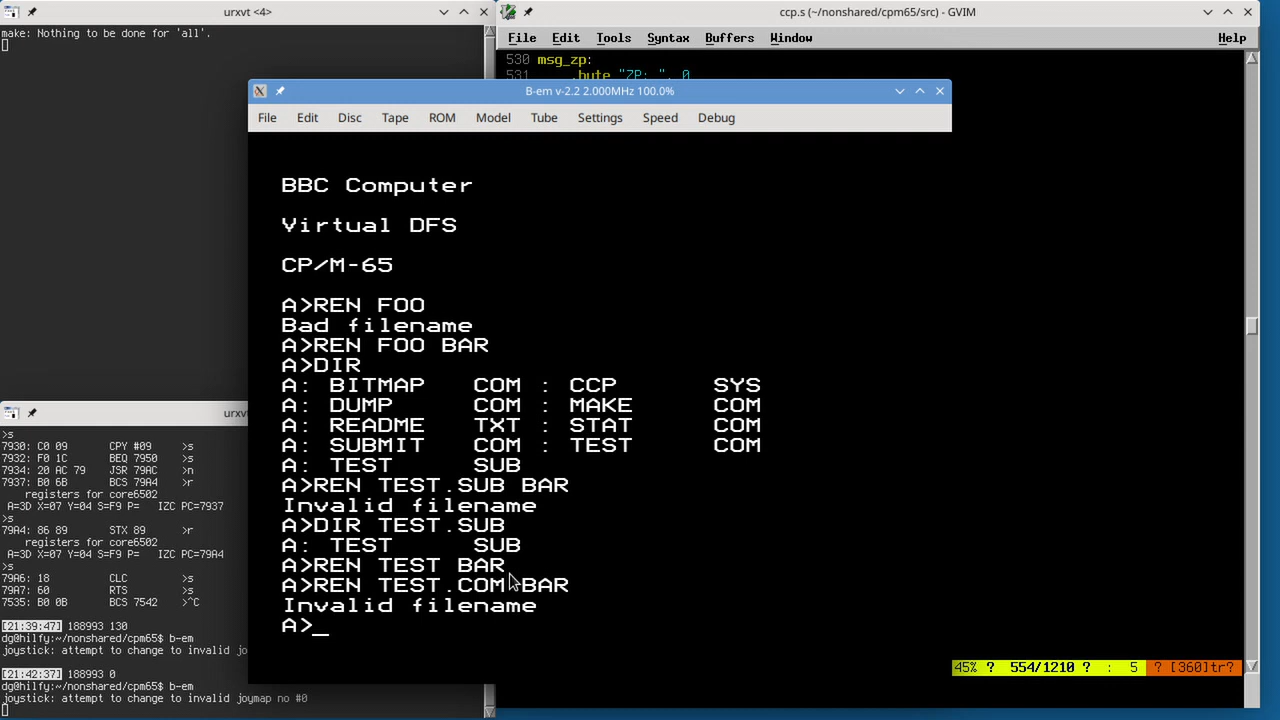 urxvt <4>
make: Nothing to be done for 'all'.
ccp.s (~/nonshared/cpm65/src) - GVIM
File Edit Tools Syntax Buffers Window Help
530 msg_zp:
531 .byte "ZP: ", 0
B-em v-2.2 2.000MHz 100.0%
File Edit Disc Tape ROM Model Tube Settings Speed Debug
BBC Computer
Virtual DFS
CP/M-65
A>REN FOO
Bad filename
A>REN FOO BAR
A>DIR
A: BITMAP COM : CCP SYS
A: DUMP COM : MAKE COM
A: README TXT : STAT COM
A: SUBMIT COM : TEST COM
A: TEST SUB
A>REN TEST.SUB BAR
Invalid filename
A>DIR TEST.SUB
A: TEST SUB
A>REN TEST BAR
A>REN TEST.COM BAR
Invalid filename
A>_
urxvt
>s
7930: C0 09 CPY #09 >s
7932: F0 1C BEQ 7950 >s
7934: 20 AC 79 JSR 79AC >n
7937: B0 6B BCS 79A4 >r
registers for core6502
A=3D X=07 Y=04 S=F9 P= IZC PC=7937
>s
79A4: 86 89 STX 89 >r
registers for core6502
A=3D X=07 Y=04 S=F9 P= IZC PC=79A4
>s
79A6: 18 CLC >s
79A7: 60 RTS >s
7535: B0 0B BCS 7542 >^C
[21:39:47] 188993 130
dg@hilfy:~/nonshared/cpm65$ b-em
joystick: attempt to change to invalid jo
[21:42:37] 188993 0
dg@hilfy:~/nonshared/cpm65$ b-em
joystick: attempt to change to invalid joymap no #0
45% ? 554/1210 ? : 5 ? [360]tr?